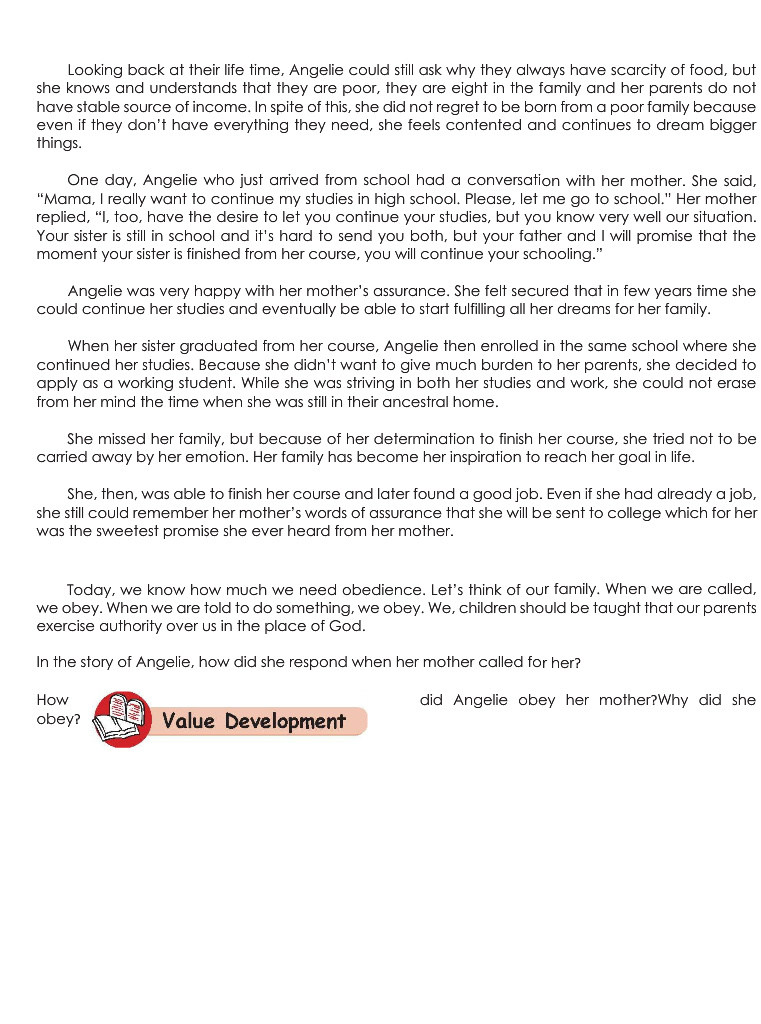 Looking back at their life time, Angelie could still ask why they always have scarcity of food, but
she knows and understands that they are poor, they are eight in the family and her parents do not
have stable source of income. In spite of this, she did not regret to be born from a poor family because
even if they don’t have everything they need, she feels contented and continues to dream bigger
things.
One day, Angelie who just arrived from school had a conversation with her mother. She said,
“Mama, I really want to continue my studies in high school. Please, let me go to school.” Her mother
replied, “I, too, have the desire to let you continue your studies, but you know very well our situation.
Your sister is still in school and it’s hard to send you both, but your father and I will promise that the
moment your sister is finished from her course, you will continue your schooling.”
Angelie was very happy with her mother’s assurance. She felt secured that in few years time she
could continue her studies and eventually be able to start fulfilling all her dreams for her family.
When her sister graduated from her course, Angelie then enrolled in the same school where she
continued her studies. Because she didn’t want to give much burden to her parents, she decided to
apply as a working student. While she was striving in both her studies and work, she could not erase
from her mind the time when she was still in their ancestral home.
She missed her family, but because of her determination to finish her course, she tried not to be
carried away by her emotion. Her family has become her inspiration to reach her goal in life.
She, then, was able to finish her course and later found a good job. Even if she had already a job,
she still could remember her mother’s words of assurance that she will be sent to college which for her
was the sweetest promise she ever heard from her mother.
Today, we know how much we need obedience. Let’s think of our family. When we are called,
we obey. When we are told to do something, we obey. We, children should be taught that our parents
exercise authority over us in the place of God.
In the story of Angelie, how did she respond when her mother called for her?
How did Angelie obey her mother?Why did she
obey?
Value Development